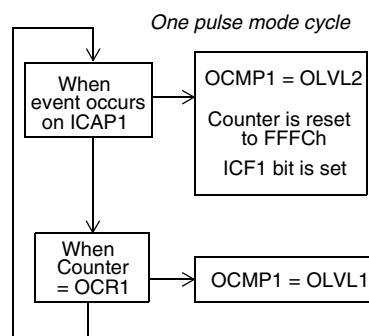 One pulse mode cycle
When
event occurs
on ICAP1
OCMP1 = OLVL2
Counter is reset
to FFFCh
ICF1 bit is set
When
Counter
= OCR1
OCMP1 = OLVL1